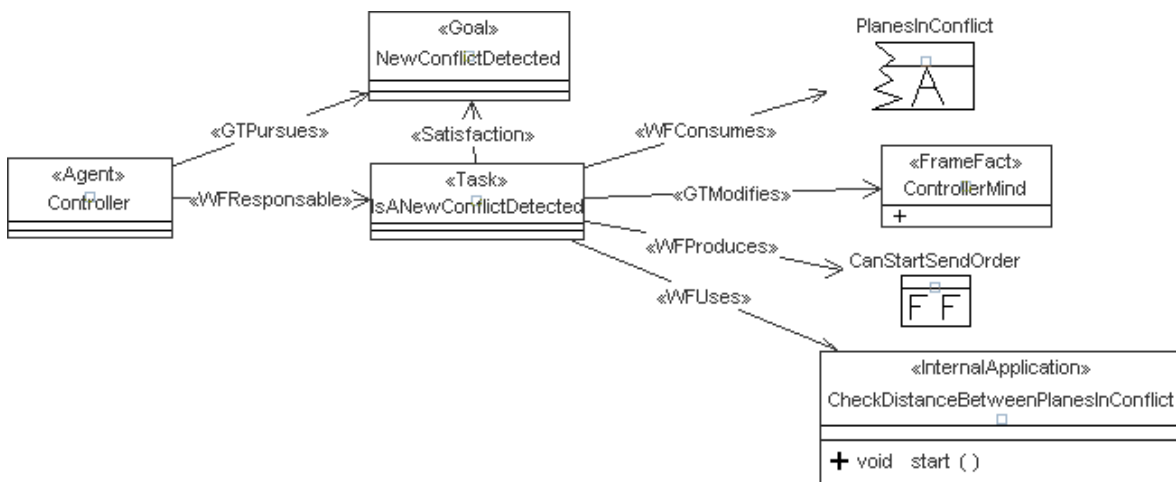 «Goal»
NewConflictDetected
PlanesInConflict
A
«GTPursues»
«Satisfaction»
«WFConsumes»
«Agent»
Controller
«WFResponsable»
«Task»
IsANewConflictDetected
«GTModifies»
«FrameFact»
ControllerMind
+
«WFProduces»
CanStartSendOrder
F F
«WFUses»
«InternalApplication»
CheckDistanceBetweenPlanesInConflict
+ void start ()